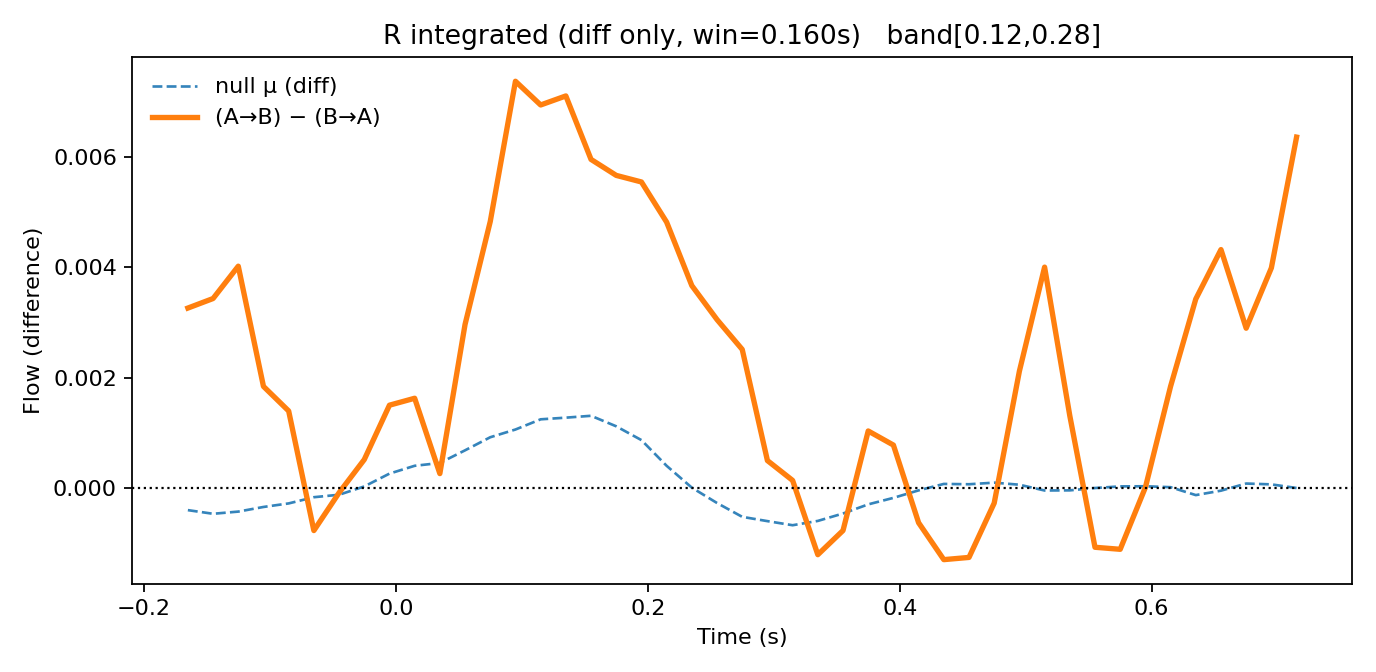 R integrated (diff only, win=0.160s)   band[0.12,0.28]
null μ (diff)
(A→B) − (B→A)
Flow (difference)
0.006
0.004
0.002
0.000
−0.2
0.0
0.2
0.4
0.6
Time (s)